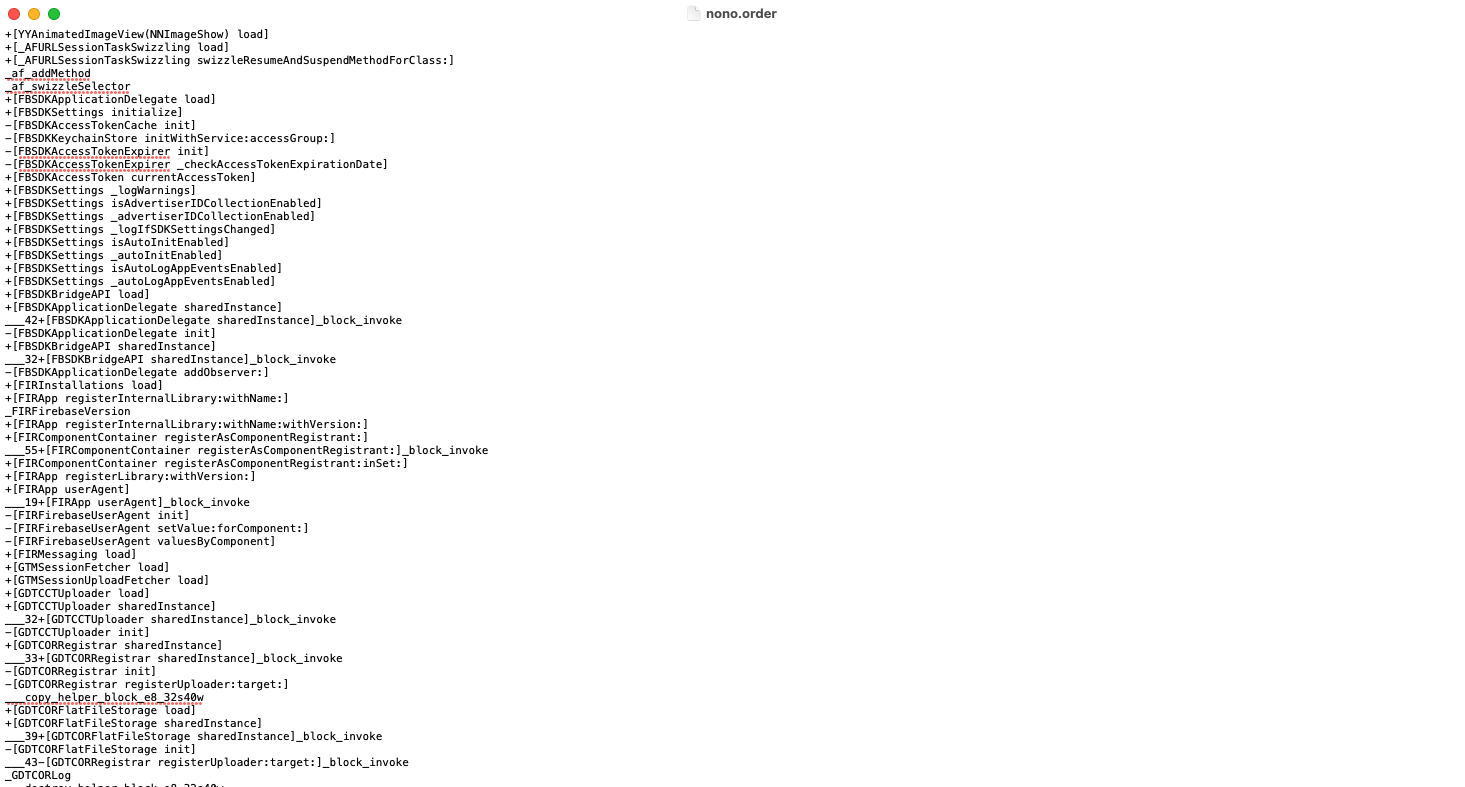 nono.order
+[YYAnimatedImageView(NNImageShow) load]
+[_AFURLSessionTaskSwizzling load]
+[_AFURLSessionTaskSwizzling swizzleResumeAndSuspendMethodForClass:]
_af_addMethod
_af_swizzleSelector
+[FBSDKApplicationDelegate load]
+[FBSDKSettings initialize]
-[FBSDKAccessTokenCache init]
-[FBSDKKeychainStore initWithService:accessGroup:]
-[FBSDKAccessTokenExpirer init]
-[FBSDKAccessTokenExpirer _checkAccessTokenExpirationDate]
+[FBSDKAccessToken currentAccessToken]
+[FBSDKSettings _logWarnings]
+[FBSDKSettings isAdvertiserIDCollectionEnabled]
+[FBSDKSettings _advertiserIDCollectionEnabled]
+[FBSDKSettings _logIfSDKSettingsChanged]
+[FBSDKSettings isAutoInitEnabled]
+[FBSDKSettings _autoInitEnabled]
+[FBSDKSettings isAutoLogAppEventsEnabled]
+[FBSDKSettings _autoLogAppEventsEnabled]
+[FBSDKBridgeAPI load]
+[FBSDKApplicationDelegate sharedInstance]
___42+[FBSDKApplicationDelegate sharedInstance]_block_invoke
-[FBSDKApplicationDelegate init]
+[FBSDKBridgeAPI sharedInstance]
___32+[FBSDKBridgeAPI sharedInstance]_block_invoke
-[FBSDKApplicationDelegate addObserver:]
+[FIRInstallations load]
+[FIRApp registerInternalLibrary:withName:]
_FIRFirebaseVersion
+[FIRApp registerInternalLibrary:withName:withVersion:]
+[FIRComponentContainer registerAsComponentRegistrant:]
___55+[FIRComponentContainer registerAsComponentRegistrant:]_block_invoke
+[FIRComponentContainer registerAsComponentRegistrant:inSet:]
+[FIRApp registerLibrary:withVersion:]
+[FIRApp userAgent]
___19+[FIRApp userAgent]_block_invoke
-[FIRFirebaseUserAgent init]
-[FIRFirebaseUserAgent setValue:forComponent:]
-[FIRFirebaseUserAgent valuesByComponent]
+[FIRMessaging load]
+[GTMSessionFetcher load]
+[GTMSessionUploadFetcher load]
+[GDTCCTUploader load]
+[GDTCCTUploader sharedInstance]
___32+[GDTCCTUploader sharedInstance]_block_invoke
-[GDTCCTUploader init]
+[GDTCORRegistrar sharedInstance]
___33+[GDTCORRegistrar sharedInstance]_block_invoke
-[GDTCORRegistrar init]
-[GDTCORRegistrar registerUploader:target:]
___copy_helper_block_e8_32s40w
+[GDTCORFlatFileStorage load]
+[GDTCORFlatFileStorage sharedInstance]
___39+[GDTCORFlatFileStorage sharedInstance]_block_invoke
-[GDTCORFlatFileStorage init]
___43-[GDTCORRegistrar registerUploader:target:]_block_invoke
_GDTCORLog
___destroy_helper_block_e8_32s40w